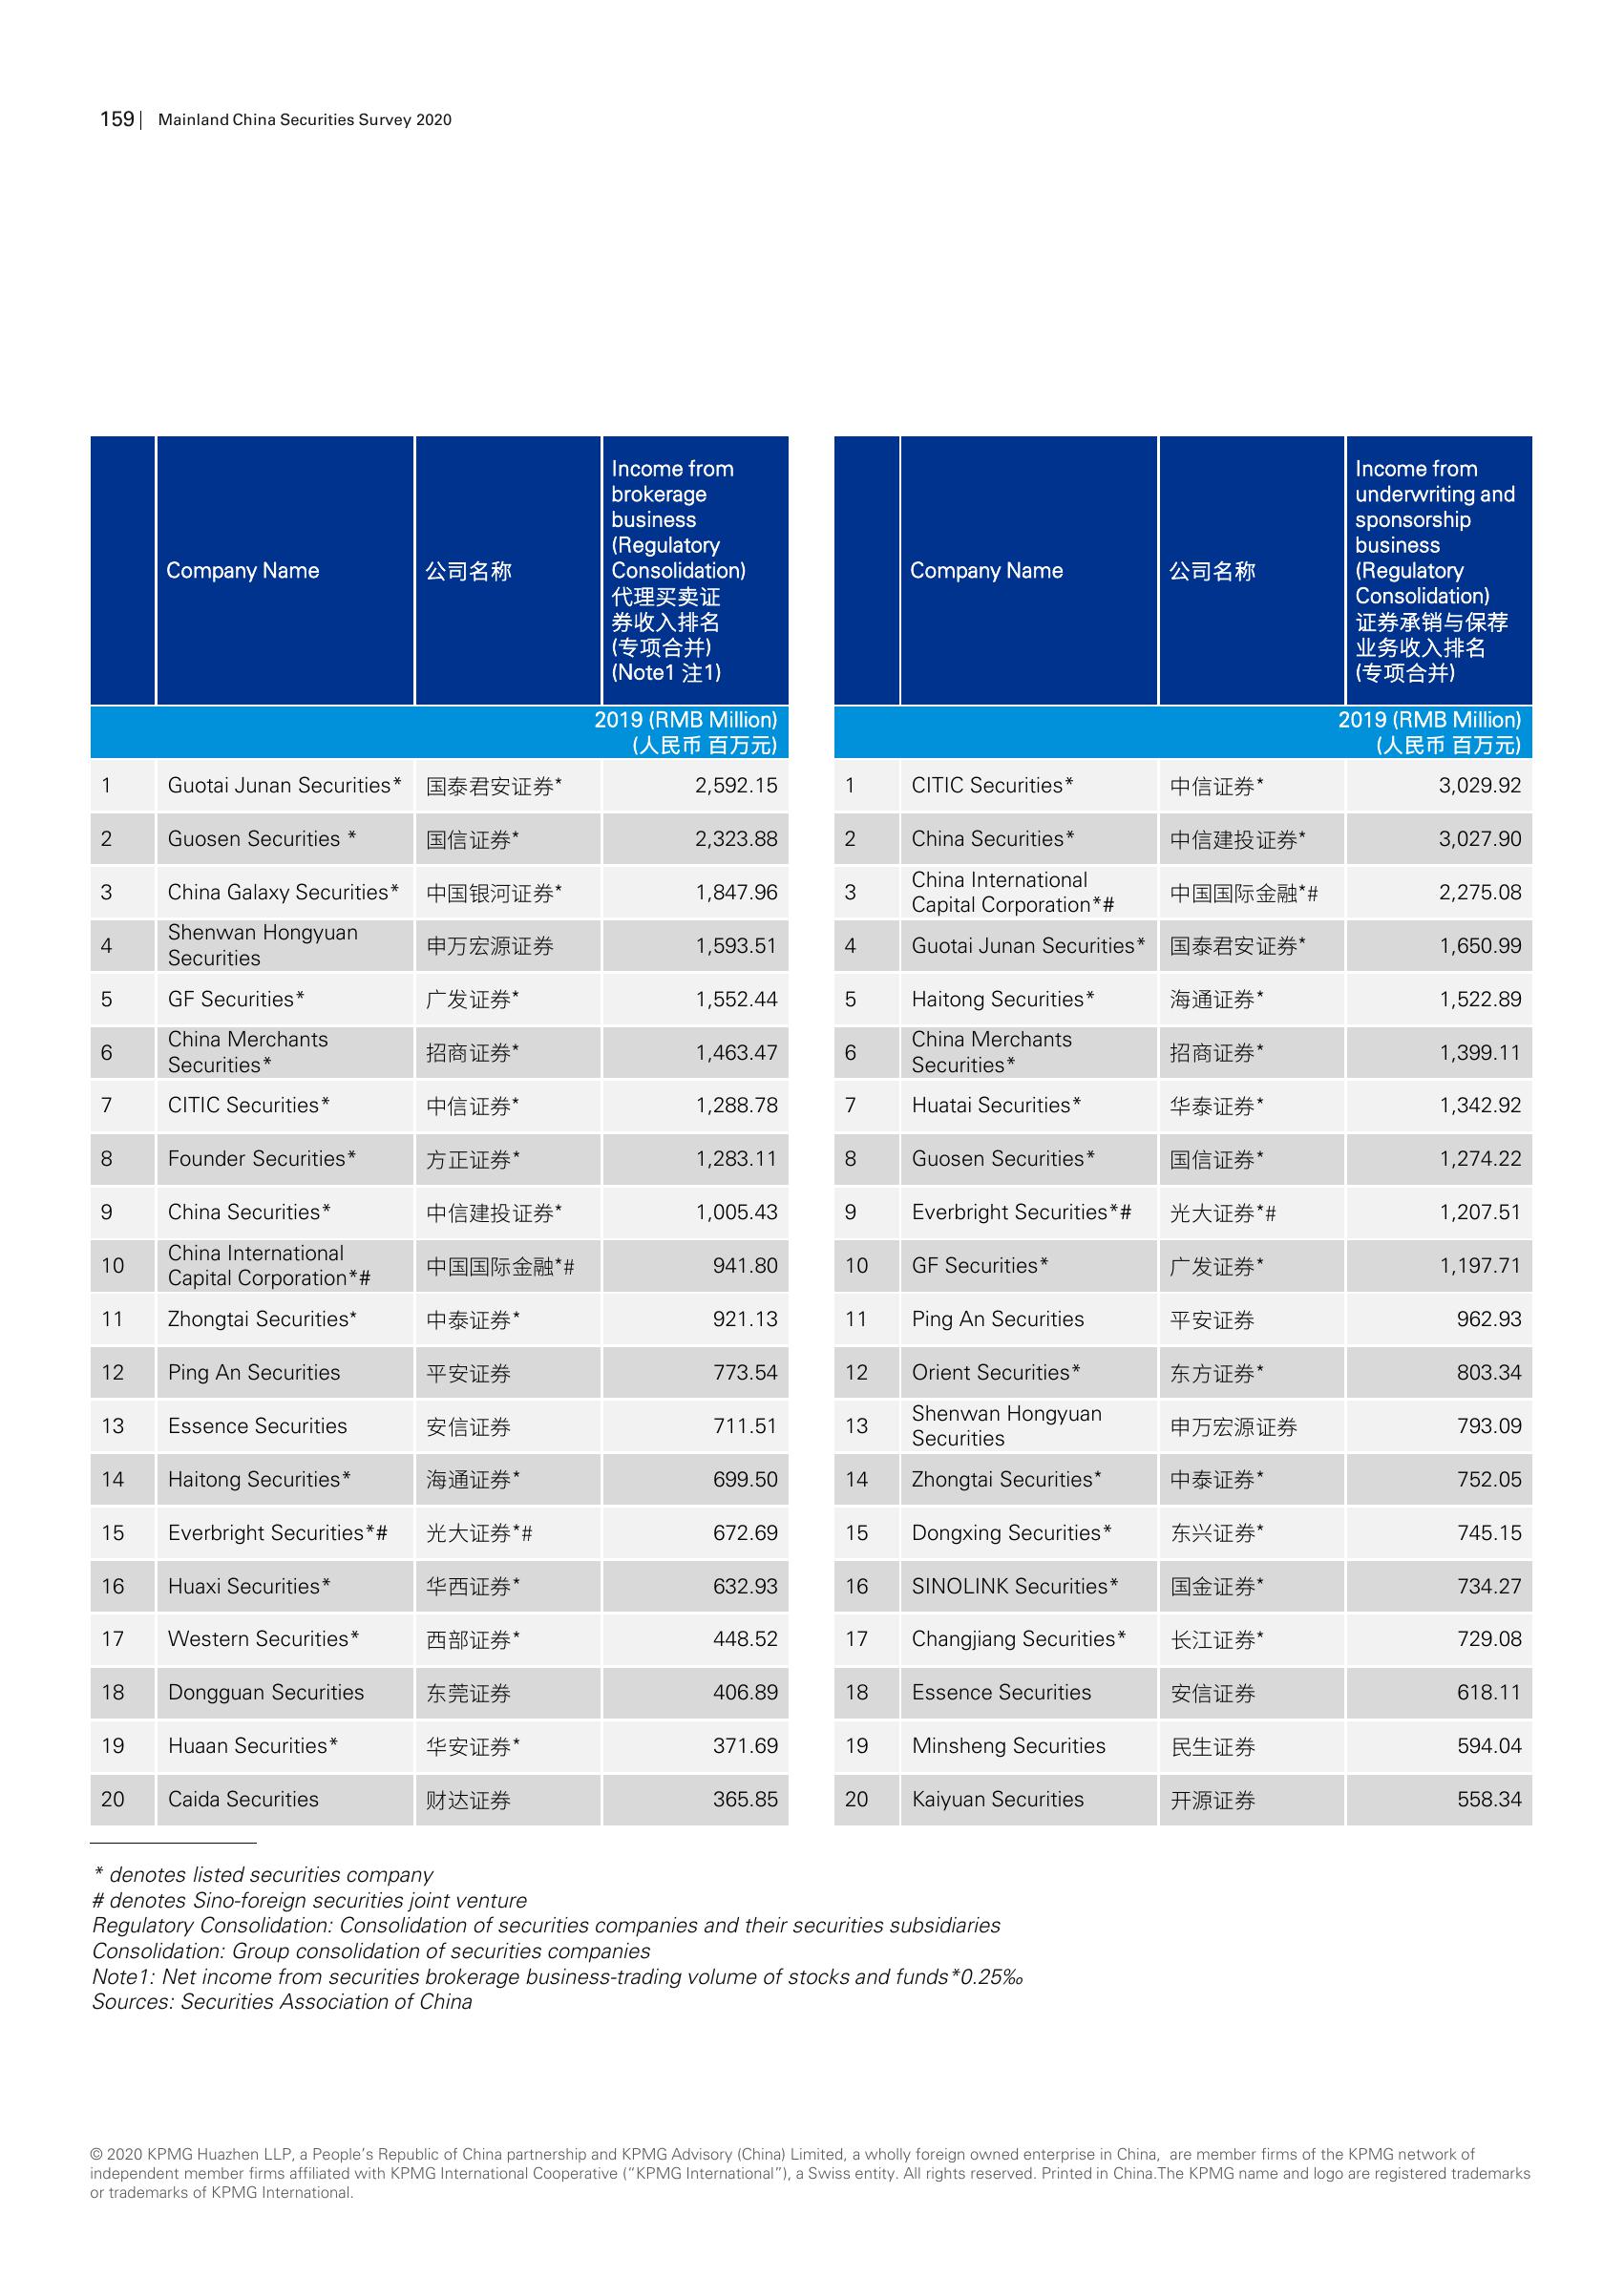 159 | Mainland China Securities Survey 2020
Company Name
公司名称
Income from
brokerage
business
(Regulatory
Consolidation)
代理买卖证
券收入排名
(专项合并)
(Note1 注1)
2019 (RMB Million)
(人民币 百万元)
1 Guotai Junan Securities* 国泰君安证券* 2,592.15
2 Guosen Securities * 国信证券* 2,323.88
3 China Galaxy Securities* 中国银河证券* 1,847.96
4 Shenwan Hongyuan
Securities 申万宏源证券 1,593.51
5 GF Securities* 广发证券* 1,552.44
6 China Merchants
Securities* 招商证券* 1,463.47
7 CITIC Securities* 中信证券* 1,288.78
8 Founder Securities* 方正证券* 1,283.11
9 China Securities* 中信建投证券* 1,005.43
10 China International
Capital Corporation*# 中国国际金融*# 941.80
11 Zhongtai Securities* 中泰证券* 921.13
12 Ping An Securities 平安证券 773.54
13 Essence Securities 安信证券 711.51
14 Haitong Securities* 海通证券* 699.50
15 Everbright Securities*# 光大证券*# 672.69
16 Huaxi Securities* 华西证券* 632.93
17 Western Securities* 西部证券* 448.52
18 Dongguan Securities 东莞证券 406.89
19 Huaan Securities* 华安证券* 371.69
20 Caida Securities 财达证券 365.85
Company Name
公司名称
Income from
underwriting and
sponsorship
business
(Regulatory
Consolidation)
证券承销与保荐
业务收入排名
(专项合并)
2019 (RMB Million)
(人民币 百万元)
1 CITIC Securities* 中信证券* 3,029.92
2 China Securities* 中信建投证券* 3,027.90
3 China International
Capital Corporation*# 中国国际金融*# 2,275.08
4 Guotai Junan Securities* 国泰君安证券* 1,650.99
5 Haitong Securities* 海通证券* 1,522.89
6 China Merchants
Securities* 招商证券* 1,399.11
7 Huatai Securities* 华泰证券* 1,342.92
8 Guosen Securities* 国信证券* 1,274.22
9 Everbright Securities*# 光大证券*# 1,207.51
10 GF Securities* 广发证券* 1,197.71
11 Ping An Securities 平安证券 962.93
12 Orient Securities* 东方证券* 803.34
13 Shenwan Hongyuan
Securities 申万宏源证券 793.09
14 Zhongtai Securities* 中泰证券* 752.05
15 Dongxing Securities* 东兴证券* 745.15
16 SINOLINK Securities* 国金证券* 734.27
17 Changjiang Securities* 长江证券* 729.08
18 Essence Securities 安信证券 618.11
19 Minsheng Securities 民生证券 594.04
20 Kaiyuan Securities 开源证券 558.34
* denotes listed securities company
# denotes Sino-foreign securities joint venture
Regulatory Consolidation: Consolidation of securities companies and their securities subsidiaries
Consolidation: Group consolidation of securities companies
Note1: Net income from securities brokerage business-trading volume of stocks and funds*0.25‰
Sources: Securities Association of China
© 2020 KPMG Huazhen LLP, a People’s Republic of China partnership and KPMG Advisory (China) Limited, a wholly foreign owned enterprise in China, are member firms of the KPMG network of
independent member firms affiliated with KPMG International Cooperative (“KPMG International”), a Swiss entity. All rights reserved. Printed in China.The KPMG name and logo are registered trademarks
or trademarks of KPMG International.